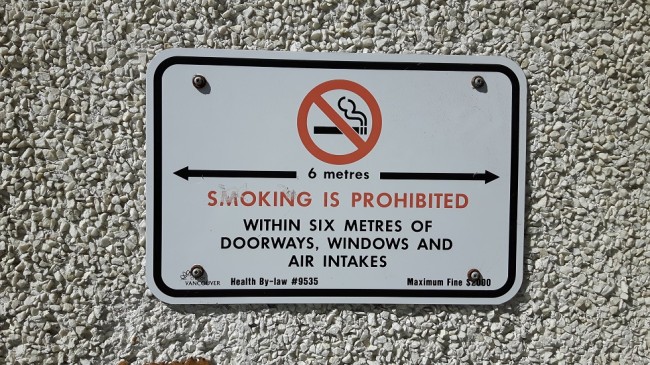 6 metres
SMOKING IS PROHIBITED
WITHIN SIX METRES OF
DOORWAYS, WINDOWS AND
AIR INTAKES
VANCOUVER Health By-law #9535 Maximum Fine $2000